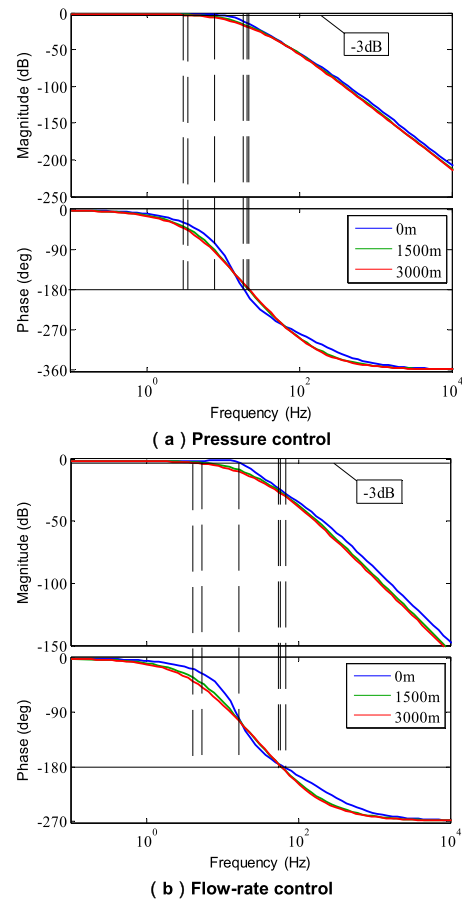 0
-50
-100
-150
-200
-250
Magnitude (dB)
-3dB
0
-90
-180
-270
-360
Phase (deg)
0m
1500m
3000m
10^0
10^2
10^4
Frequency (Hz)
( a ) Pressure control
0
-50
-100
-150
Magnitude (dB)
-3dB
0
-90
-180
-270
Phase (deg)
0m
1500m
3000m
10^0
10^2
10^4
Frequency (Hz)
( b ) Flow-rate control